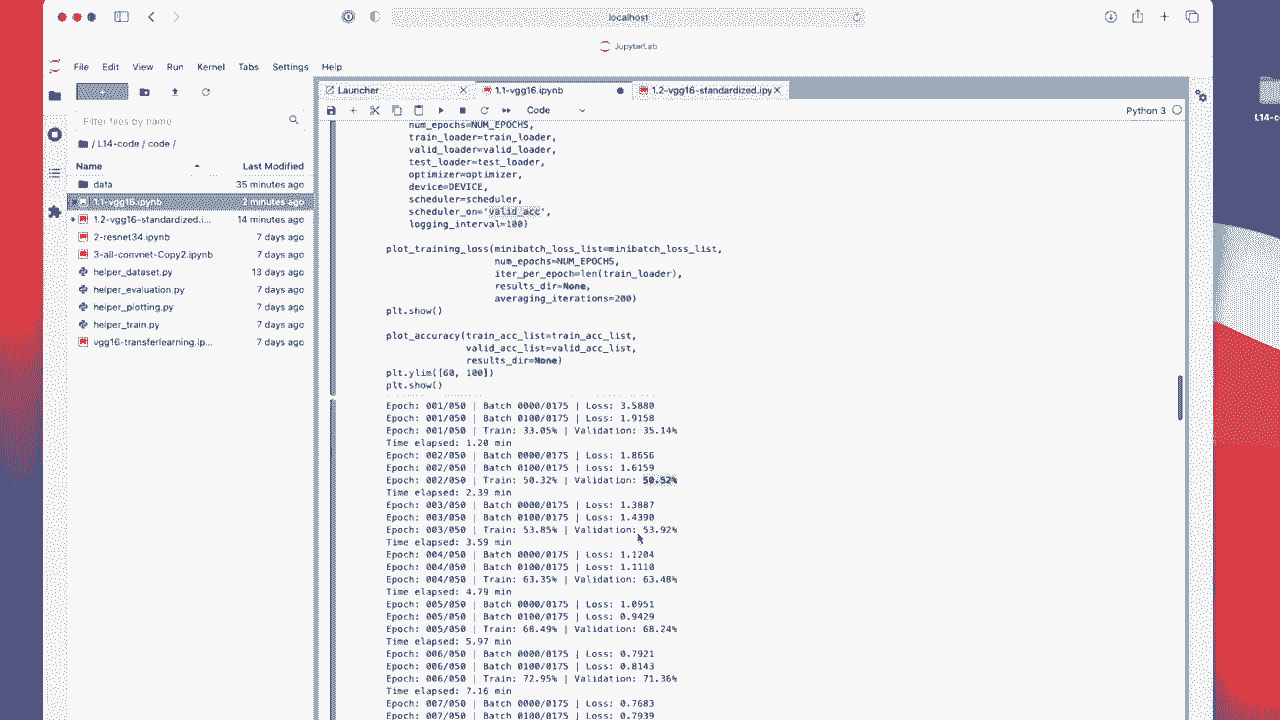 localhost
JupyterLab
File Edit View Run Kernel Tabs Settings Help
Launcher
1.1-vgg16.ipynb
1.2-vgg16-standardized.ipy
Code
Python 3
Filter files by name
/ L14-code / code /
Name Last Modified
data 35 minutes ago
1.1-vgg16.ipynb 2 minutes ago
1.2-vgg16-standardized.i... 14 minutes ago
2-resnet34.ipynb 7 days ago
3-all-convnet-Copy2.ipynb 7 days ago
helper_dataset.py 13 days ago
helper_evaluation.py 7 days ago
helper_plotting.py 7 days ago
helper_train.py 7 days ago
vgg16-transferlearning.ip... 7 days ago
num_epochs=NUM_EPOCHS,
train_loader=train_loader,
valid_loader=valid_loader,
test_loader=test_loader,
optimizer=optimizer,
device=DEVICE,
scheduler=scheduler,
scheduler_on='valid_acc',
logging_interval=100)
plot_training_loss(minibatch_loss_list=minibatch_loss_list,
num_epochs=NUM_EPOCHS,
iter_per_epoch=len(train_loader),
results_dir=None,
averaging_iterations=200)
plt.show()
plot_accuracy(train_acc_list=train_acc_list,
valid_acc_list=valid_acc_list,
results_dir=None)
plt.ylim([60, 100])
plt.show()
Epoch: 001/050 | Batch 0000/0175 | Loss: 3.5880
Epoch: 001/050 | Batch 0100/0175 | Loss: 1.9158
Epoch: 001/050 | Train: 33.05% | Validation: 35.14%
Time elapsed: 1.20 min
Epoch: 002/050 | Batch 0000/0175 | Loss: 1.8656
Epoch: 002/050 | Batch 0100/0175 | Loss: 1.6159
Epoch: 002/050 | Train: 50.32% | Validation: 50.52%
Time elapsed: 2.39 min
Epoch: 003/050 | Batch 0000/0175 | Loss: 1.3887
Epoch: 003/050 | Batch 0100/0175 | Loss: 1.4390
Epoch: 003/050 | Train: 53.85% | Validation: 53.92%
Time elapsed: 3.59 min
Epoch: 004/050 | Batch 0000/0175 | Loss: 1.1204
Epoch: 004/050 | Batch 0100/0175 | Loss: 1.1110
Epoch: 004/050 | Train: 63.35% | Validation: 63.48%
Time elapsed: 4.79 min
Epoch: 005/050 | Batch 0000/0175 | Loss: 1.0951
Epoch: 005/050 | Batch 0100/0175 | Loss: 0.9429
Epoch: 005/050 | Train: 68.49% | Validation: 68.24%
Time elapsed: 5.97 min
Epoch: 006/050 | Batch 0000/0175 | Loss: 0.7921
Epoch: 006/050 | Batch 0100/0175 | Loss: 0.8143
Epoch: 006/050 | Train: 72.95% | Validation: 71.36%
Time elapsed: 7.16 min
Epoch: 007/050 | Batch 0000/0175 | Loss: 0.7683
Epoch: 007/050 | Batch 0100/0175 | Loss: 0.7939